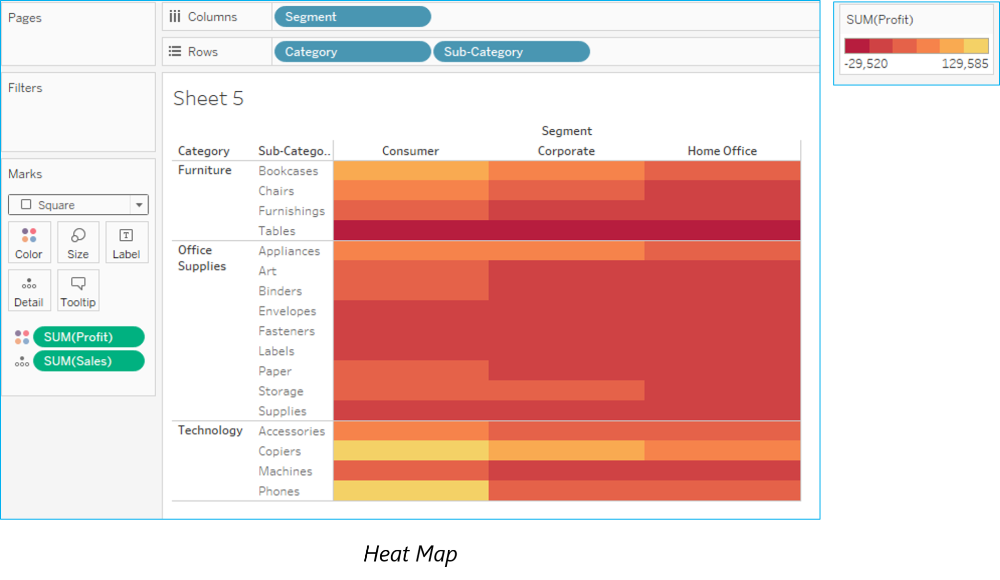 Pages
Columns
Segment
Rows
Category
Sub-Category
Filters
Marks
Square
Color
Size
Label
Detail
Tooltip
SUM(Profit)
SUM(Sales)
Sheet 5
Segment
Category Sub-Catego.. Consumer Corporate Home Office
Furniture Bookcases
Chairs
Furnishings
Tables
Office Supplies Appliances
Art
Binders
Envelopes
Fasteners
Labels
Paper
Storage
Supplies
Technology Accessories
Copiers
Machines
Phones
SUM(Profit)
-29,520 129,585
Heat Map